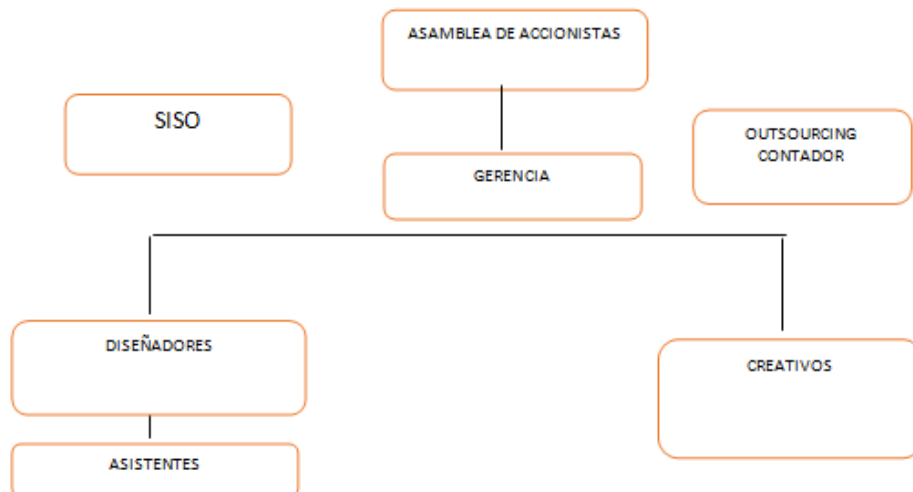 ASAMBLEA DE ACCIONISTAS
SISO
OUTSOURCING
CONTADOR
GERENCIA
DISEÑADORES
CREATIVOS
ASISTENTES